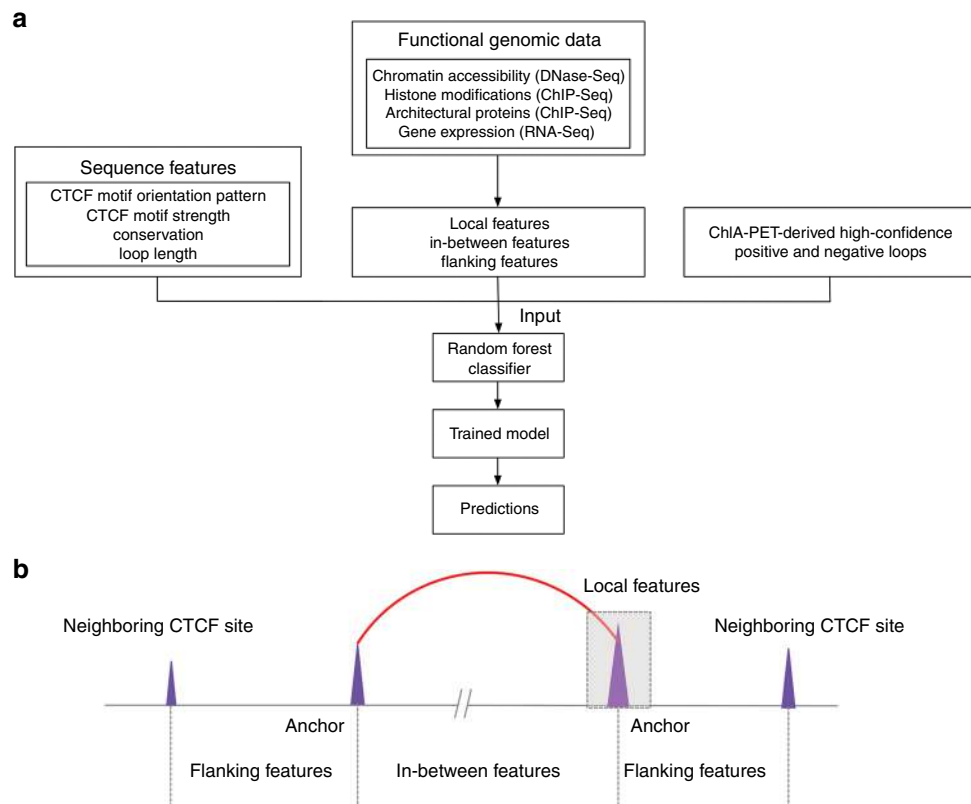 a
Functional genomic data
Chromatin accessibility (DNase-Seq)
Histone modifications (ChIP-Seq)
Architectural proteins (ChIP-Seq)
Gene expression (RNA-Seq)
Sequence features
CTCF motif orientation pattern
CTCF motif strength
conservation
loop length
Local features
in-between features
flanking features
ChIA-PET-derived high-confidence
positive and negative loops
Input
Random forest
classifier
Trained model
Predictions
b
Local features
Neighboring CTCF site
Neighboring CTCF site
Anchor
Anchor
Flanking features
In-between features
Flanking features